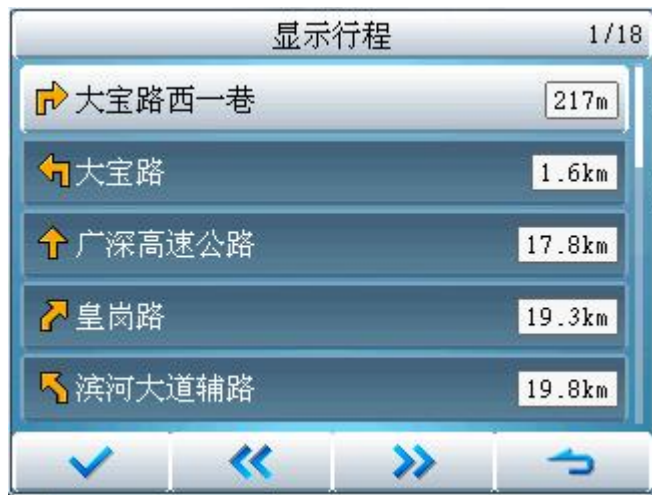 显示行程 1/18
大宝路西一巷 217m
大宝路 1.6km
广深高速公路 17.8km
皇岗路 19.3km
滨河大道辅路 19.8km